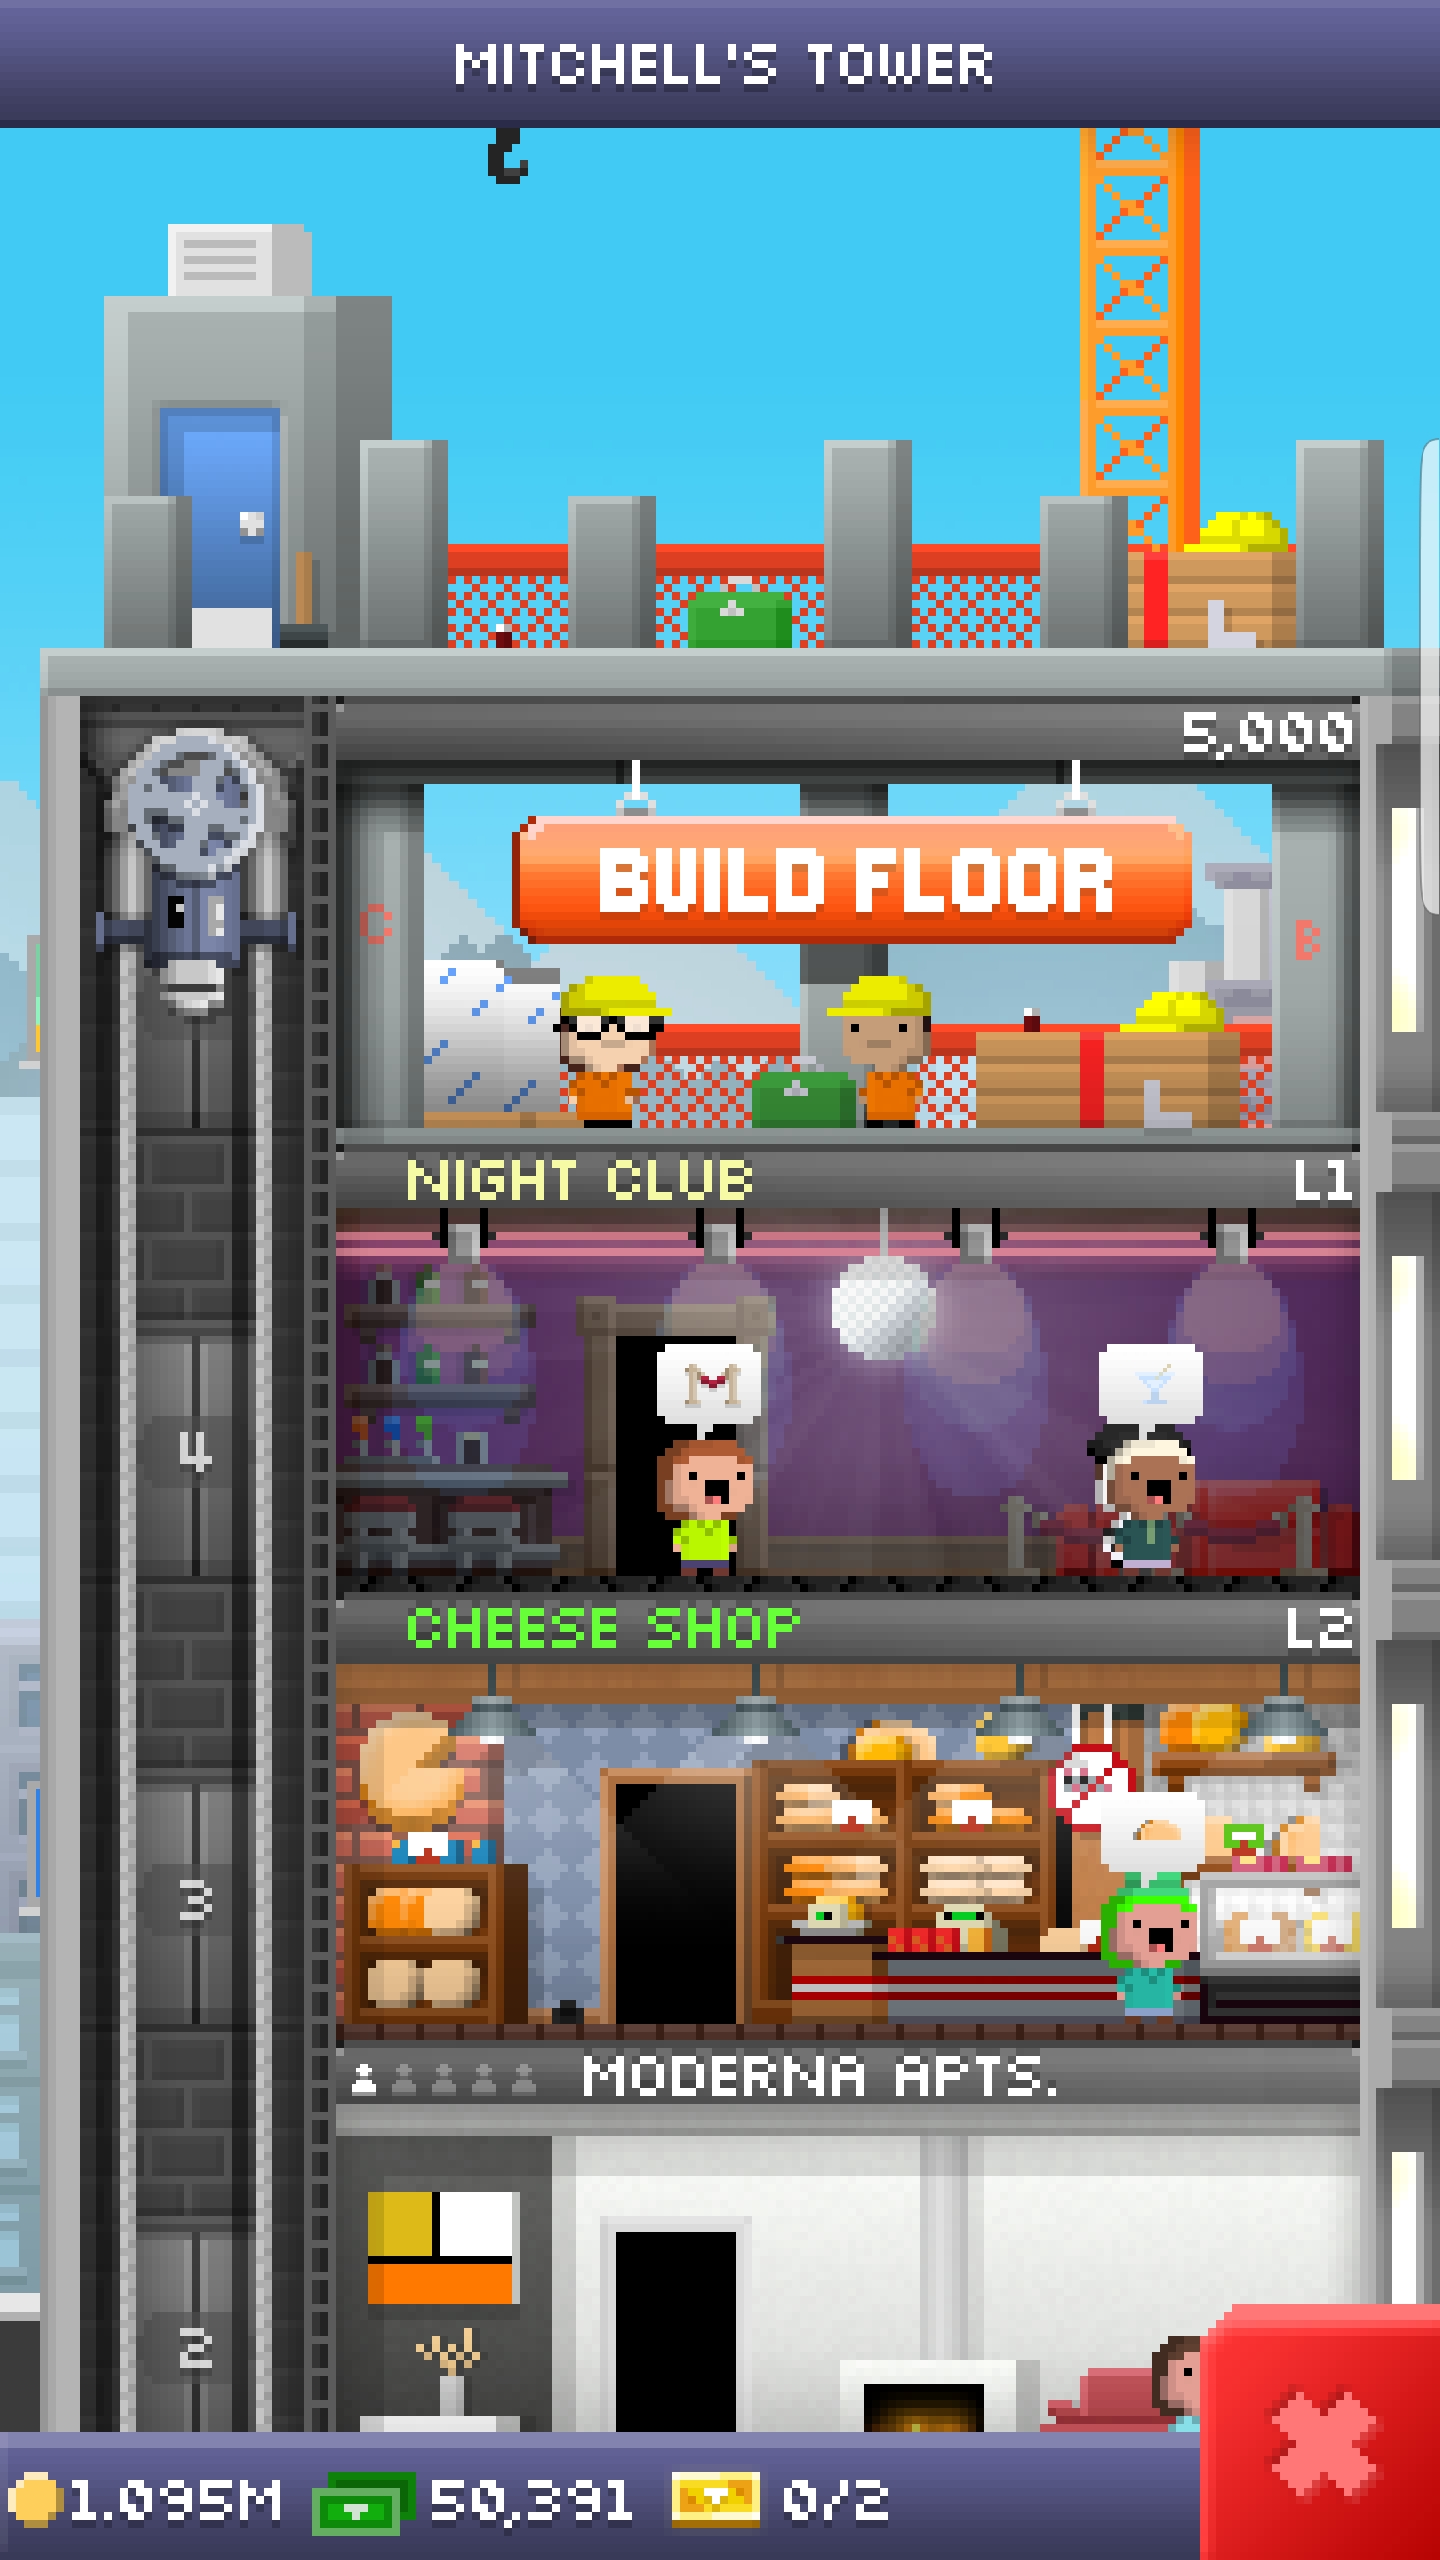 MITCHELL'S TOWER
5,000
BUILD FLOOR
C
B
NIGHT CLUB L1
4
CHEESE SHOP L2
3
MODERNA APTS.
2
1.095M 50,391 0/2